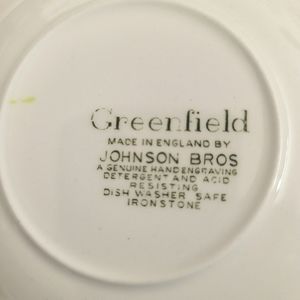 Greenfield
MADE IN ENGLAND BY
JOHNSON BROS
A GENUINE HAND ENGRAVING
DETERGENT AND ACID
RESISTING
DISH WASHER SAFE
IRONSTONE